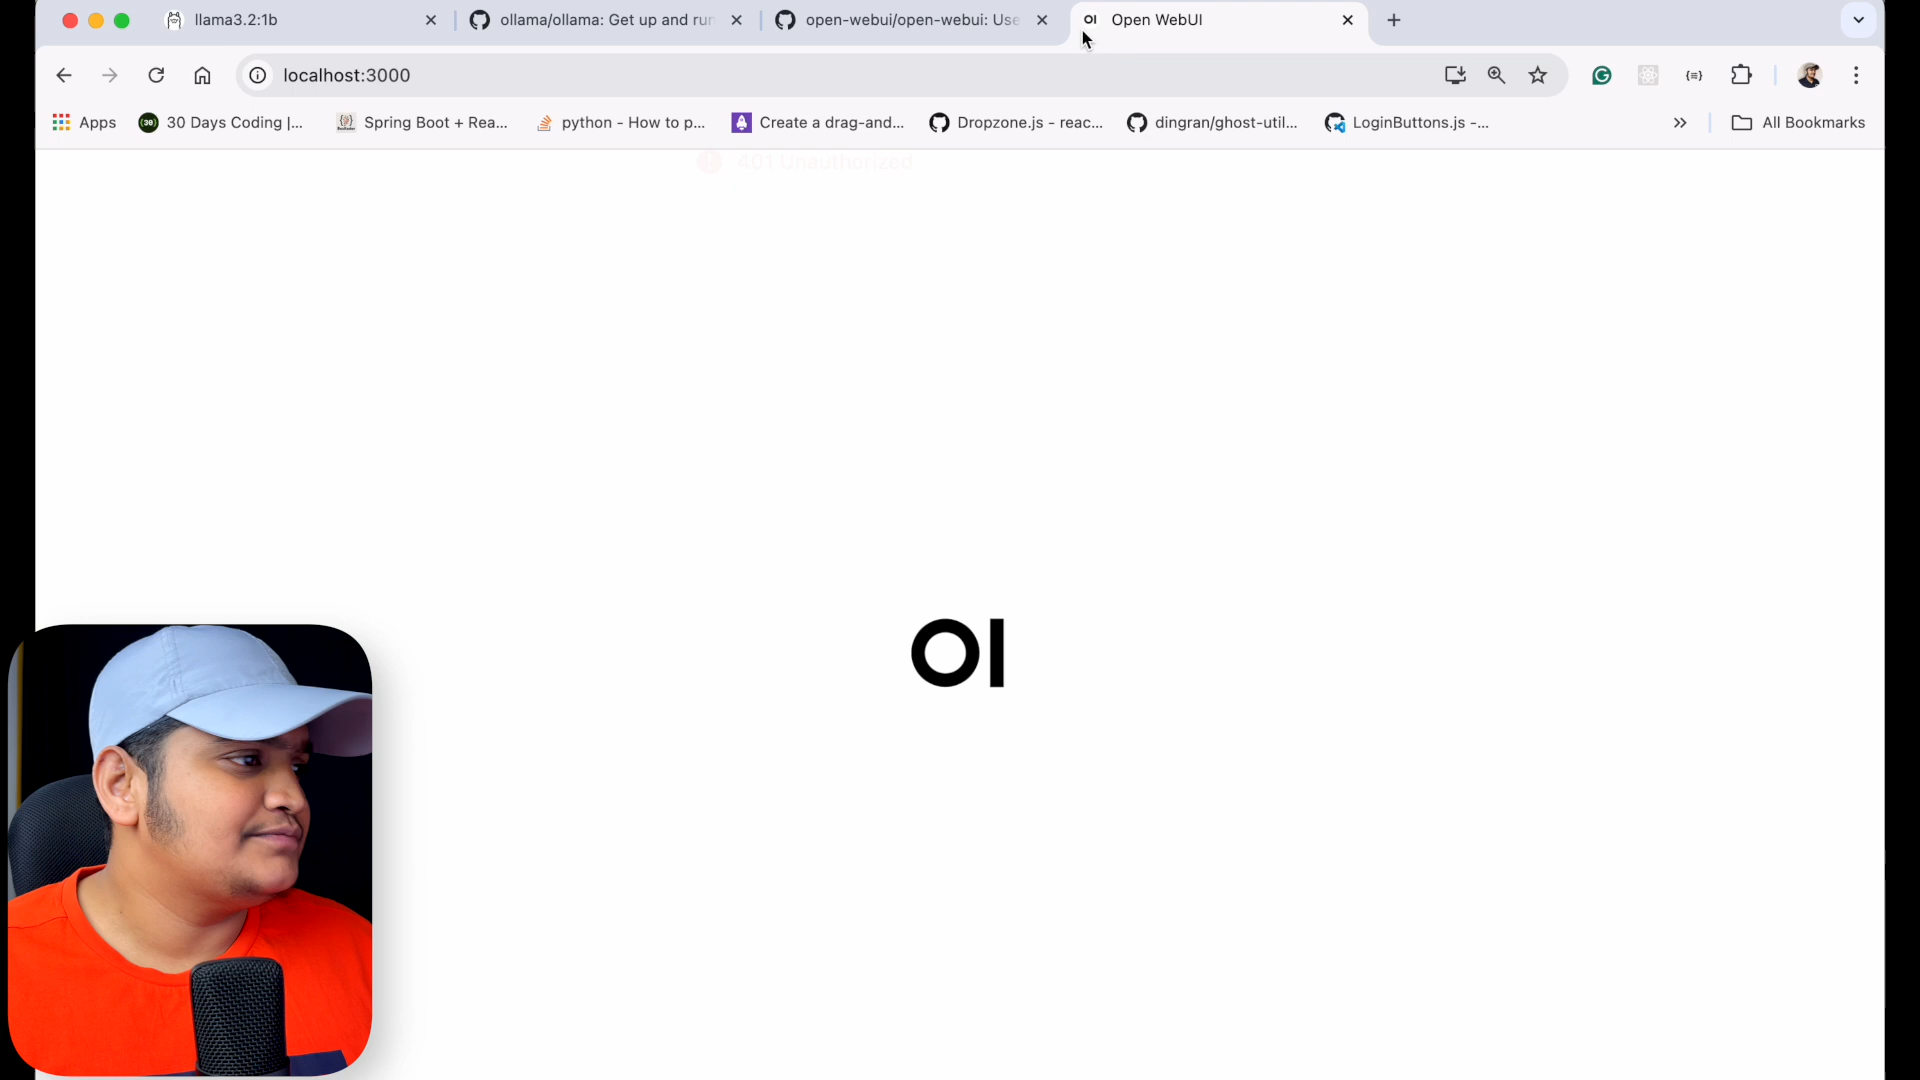 llama3.2:1b
ollama/ollama: Get up and run
open-webui/open-webui: Use
OI
Open WebUI
localhost:3000
Apps
30 Days Coding |...
Spring Boot + Rea...
python - How to p...
Create a drag-and...
Dropzone.js - reac...
dingran/ghost-util...
LoginButtons.js -...
All Bookmarks
401 Unauthorized
OI